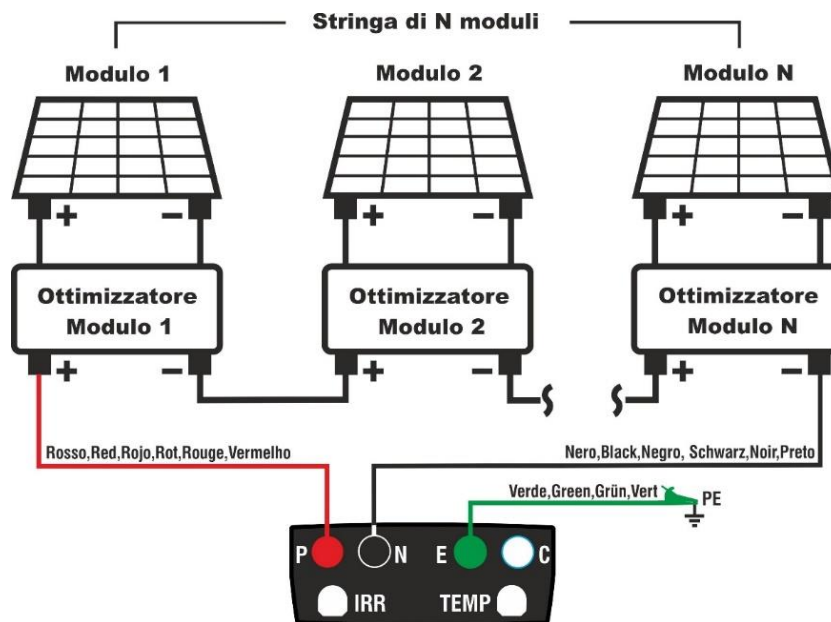 Stringa di N moduli
Modulo 1
Modulo 2
Modulo N
+ −
+ −
+ −
Ottimizzatore
Modulo 1
Ottimizzatore
Modulo 2
Ottimizzatore
Modulo N
+ −
+ −
+ −
Rosso,Red,Rojo,Rot,Rouge,Vermelho
Nero,Black,Negro, Schwarz,Noir,Preto
Verde,Green,Grün,Vert
PE
P N E C
IRR TEMP